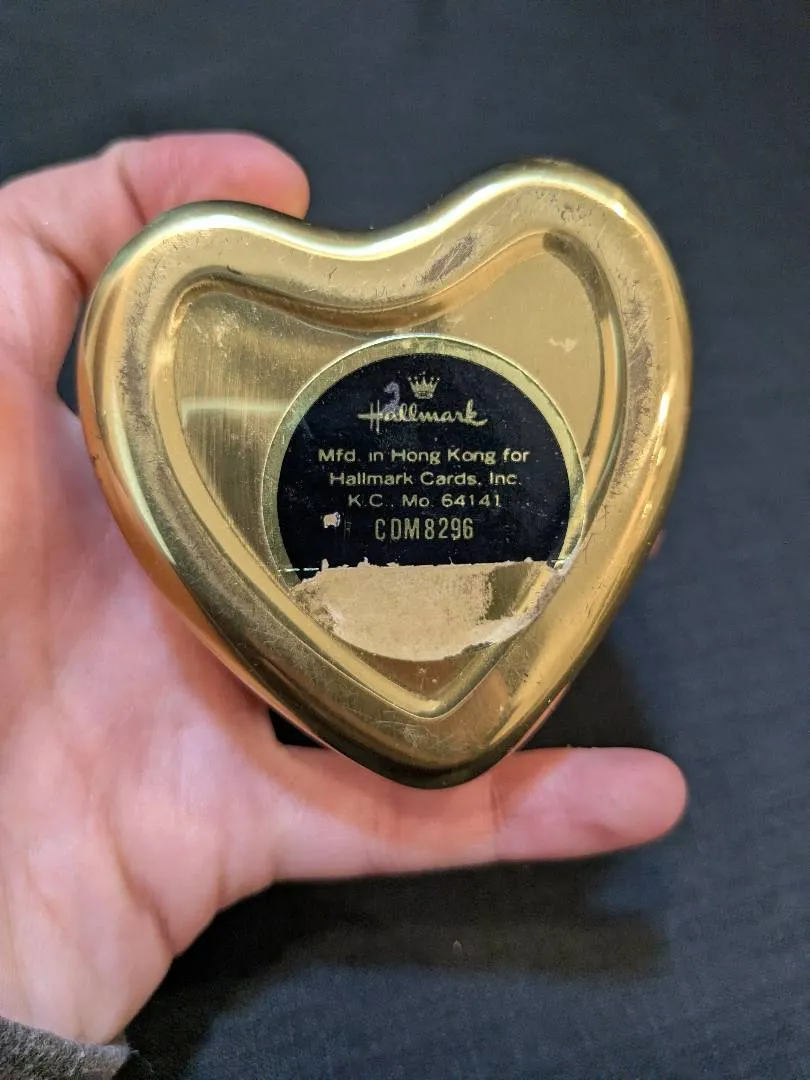 Hallmark
Mfd. in Hong Kong for
Hallmark Cards, Inc.
K.C., Mo. 64141
CDM8296